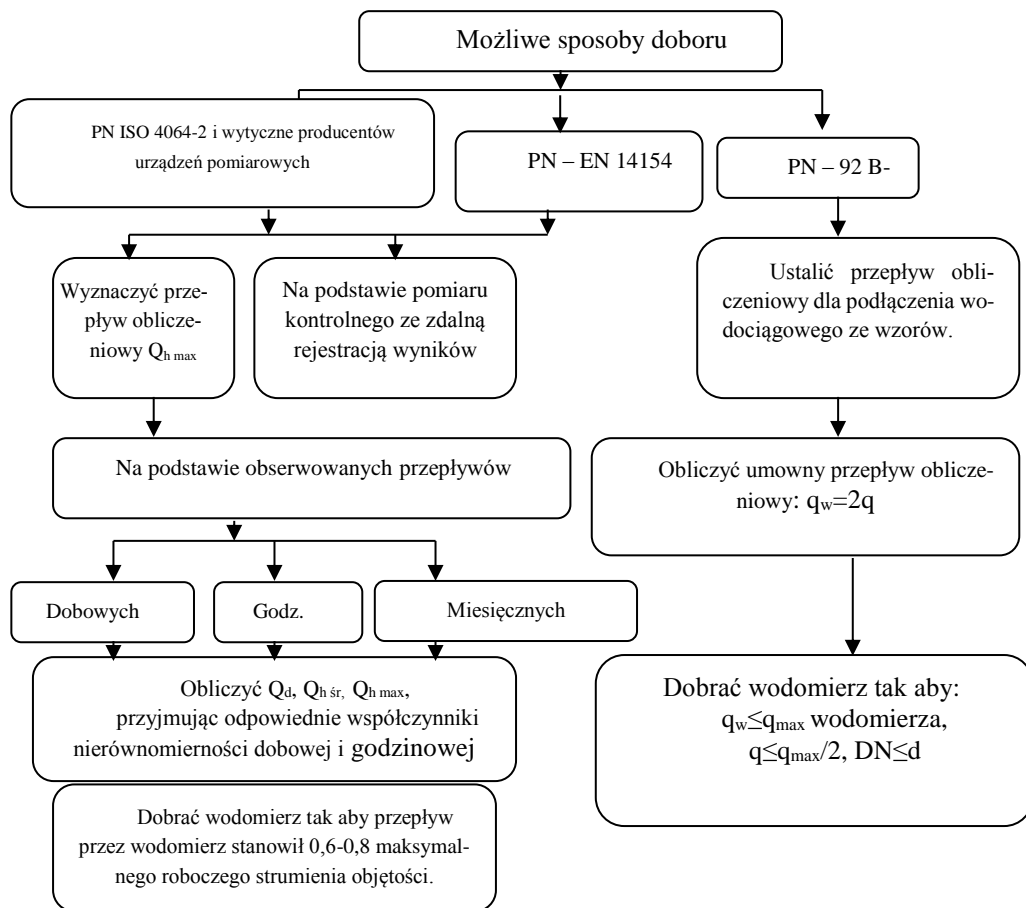 Możliwe sposoby doboru
PN ISO 4064-2 i wytyczne producentów
urządzeń pomiarowych
PN – EN 14154
PN – 92 B-
Wyznaczyć prze-
pływ oblicze-
niowy Qh max
Na podstawie pomiaru
kontrolnego ze zdalną
rejestracją wyników
Ustalić przepływ obli-
czeniowy dla podłączenia wo-
dociągowego ze wzorów.
Na podstawie obserwowanych przepływów
Obliczyć umowny przepływ oblicze-
niowy: qw=2q
Dobowych
Godz.
Miesięcznych
Obliczyć Qd, Qh śr, Qh max,
przyjmując odpowiednie współczynniki
nierównomierności dobowej i godzinowej
Dobrać wodomierz tak aby:
qw≤qmax wodomierza,
q≤qmax/2, DN≤d
Dobrać wodomierz tak aby przepływ
przez wodomierz stanowił 0,6-0,8 maksymal-
nego roboczego strumienia objętości.